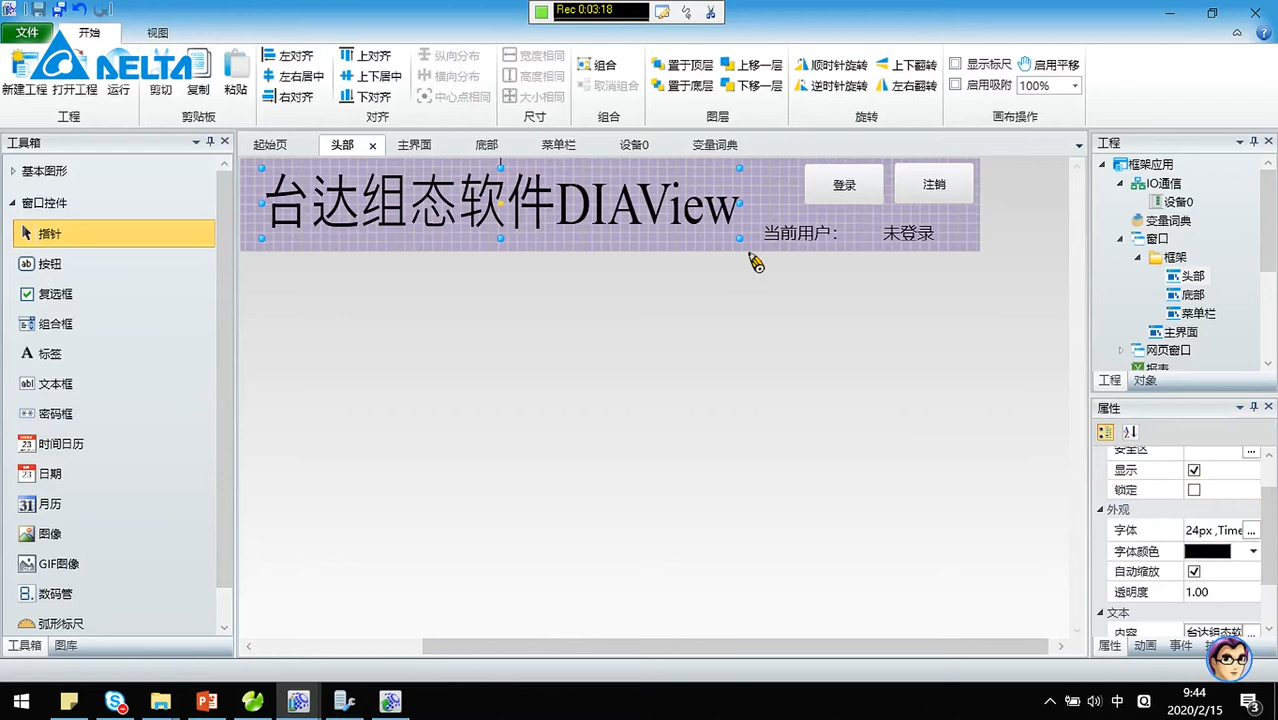 Rec 0:03:18
文件
开始
视图
DELTA
新建工程
打开工程
运行
剪切
复制
粘贴
左对齐
左右居中
右对齐
上对齐
上下居中
下对齐
纵向分布
横向分布
中心点相同
宽度相同
高度相同
大小相同
组合
取消组合
置于顶层
置于底层
上移一层
下移一层
顺时针旋转
逆时针旋转
上下翻转
左右翻转
显示标尺
启用平移
启用吸附
100%
工程
剪贴板
对齐
尺寸
组合
图层
旋转
画布操作
工具箱
基本图形
窗口控件
指针
按钮
复选框
组合框
A 标签
abl 文本框
密码框
时间日历
日期
月历
图像
GIF图像
数码管
弧形标尺
工具箱
图库
起始页
头部
主界面
底部
菜单栏
设备0
变量词典
台达组态软件DIAView
登录
注销
当前用户：
未登录
工程
框架应用
IO通信
设备0
变量词典
窗口
框架
头部
底部
菜单栏
主界面
网页窗口
报表
工程
对象
属性
安全区
显示
锁定
外观
字体
24px ,Time
字体颜色
自动缩放
透明度
1.00
文本
内容
台达组态软
属性
动画
事件
中
9:44
2020/2/15
3